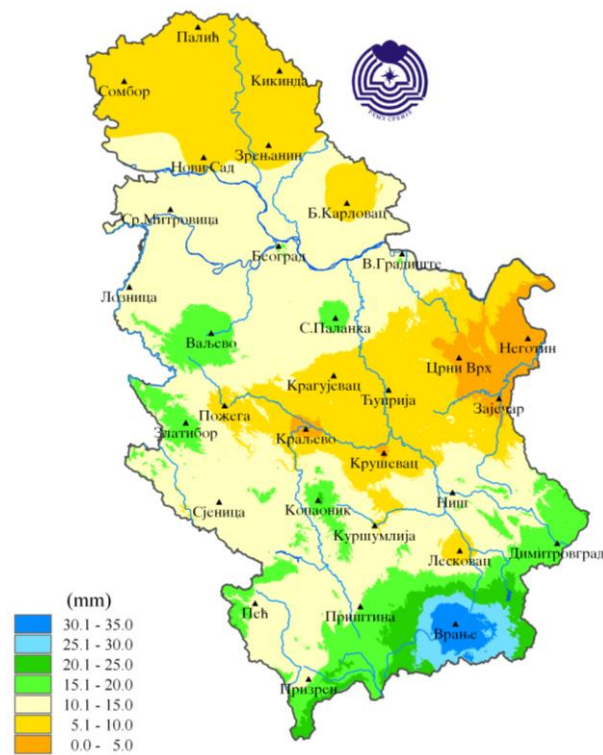 Палић
Кикинда
Сомбор
Зрењанин
Нови Сад
Б.Карловац
Ср.Митровица
Београд
В.Градиште
Лозница
С.Паланка
Ваљево
Неготин
Црни Врх
Крагујевац
Ћуприја
Зајечар
Пожега
Златибор
Краљево
Крушевац
Сјеница
Копаоник
Ниш
Куршумлија
Лесковац
Димитровград
Пећ
Приштина
Врање
Призрен
(mm)
30.1 - 35.0
25.1 - 30.0
20.1 - 25.0
15.1 - 20.0
10.1 - 15.0
5.1 - 10.0
0.0 - 5.0